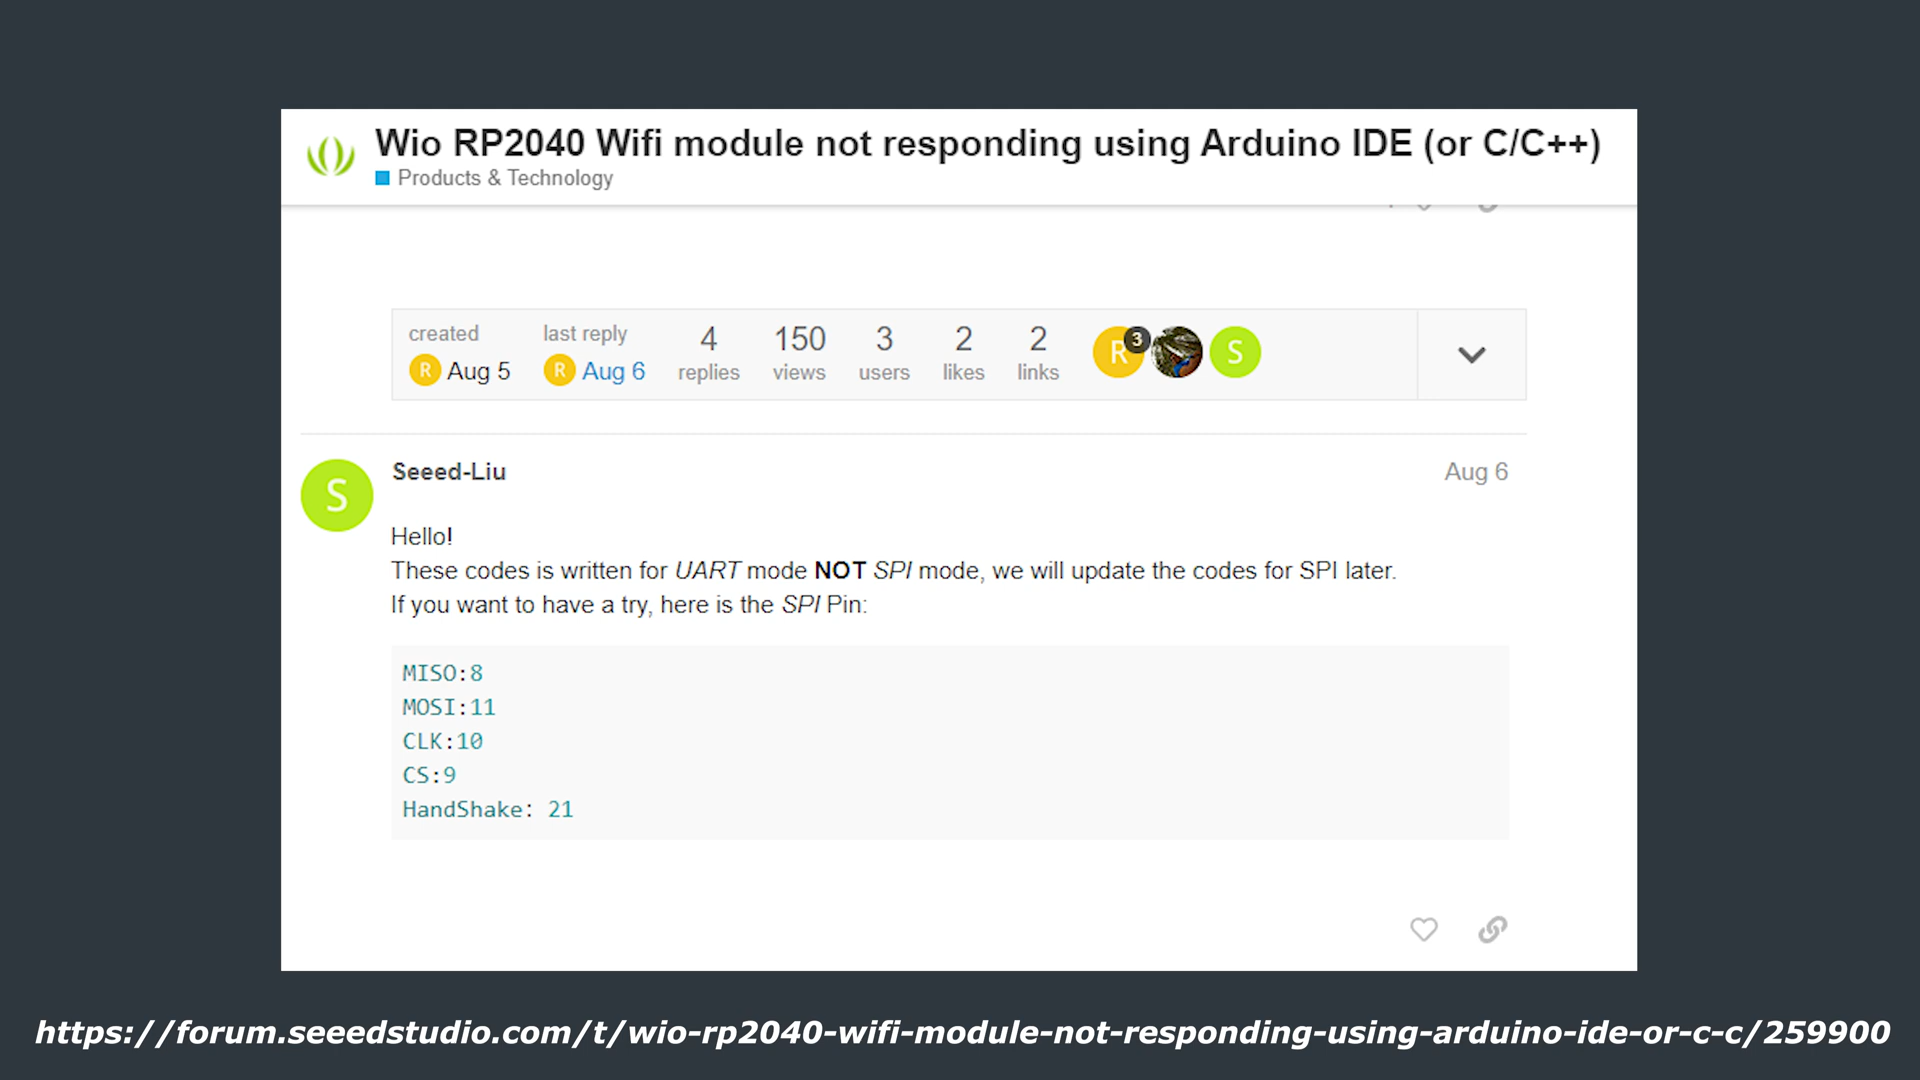 Wio RP2040 Wifi module not responding using Arduino IDE (or C/C++)
Products & Technology
created
last reply
4
150
3
2
2
R
3
S
R Aug 5
R Aug 6
replies
views
users
likes
links
S
Seeed-Liu
Aug 6
Hello!
These codes is written for UART mode NOT SPI mode, we will update the codes for SPI later.
If you want to have a try, here is the SPI Pin:
MISO:8
MOSI:11
CLK:10
CS:9
HandShake: 21
https://forum.seeedstudio.com/t/wio-rp2040-wifi-module-not-responding-using-arduino-ide-or-c-c/259900